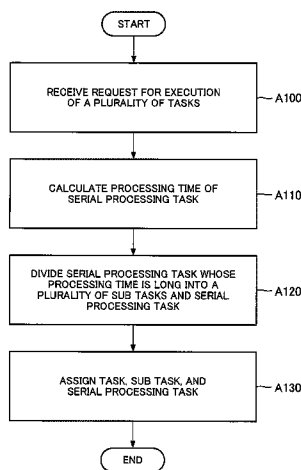 START
RECEIVE REQUEST FOR EXECUTION
OF A PLURALITY OF TASKS
A100
CALCULATE PROCESSING TIME OF
SERIAL PROCESSING TASK
A110
DIVIDE SERIAL PROCESSING TASK WHOSE
PROCESSING TIME IS LONG INTO A
PLURALITY OF SUB TASKS AND SERIAL
PROCESSING TASK
A120
ASSIGN TASK, SUB TASK, AND
SERIAL PROCESSING TASK
A130
END